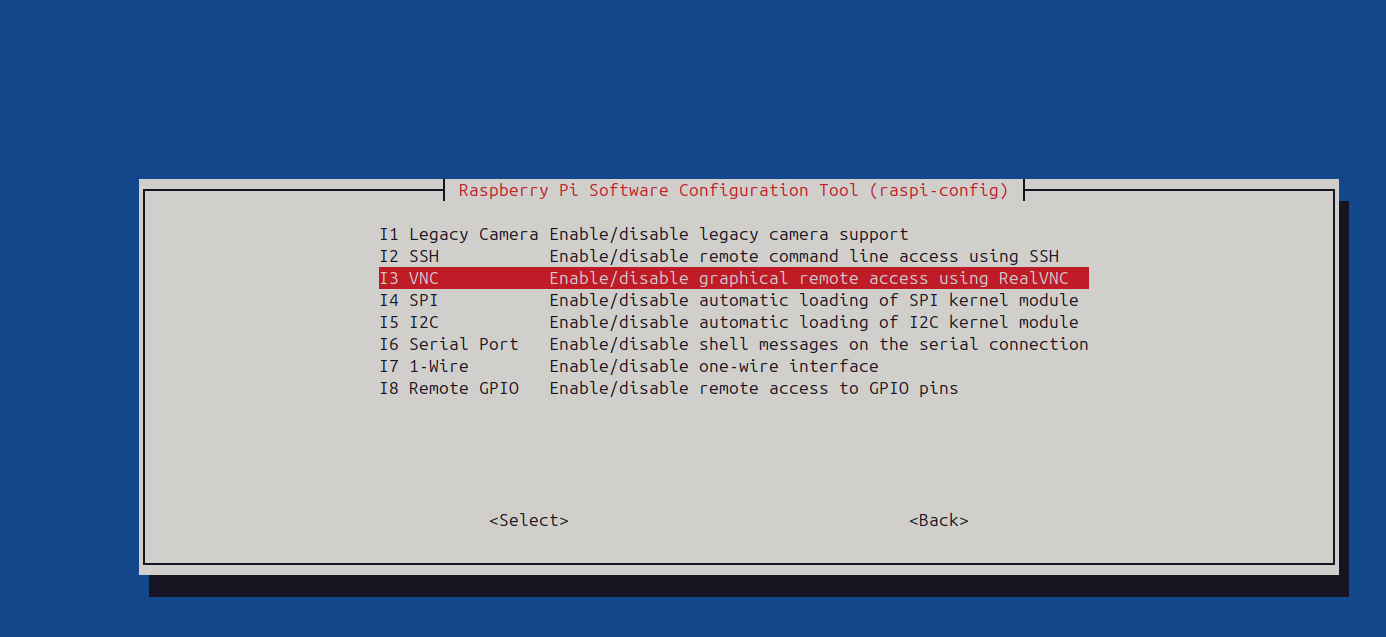 Raspberry Pi Software Configuration Tool (raspi-config)
I1 Legacy Camera Enable/disable legacy camera support
I2 SSH Enable/disable remote command line access using SSH
I3 VNC Enable/disable graphical remote access using RealVNC
I4 SPI Enable/disable automatic loading of SPI kernel module
I5 I2C Enable/disable automatic loading of I2C kernel module
I6 Serial Port Enable/disable shell messages on the serial connection
I7 1-Wire Enable/disable one-wire interface
I8 Remote GPIO Enable/disable remote access to GPIO pins
<Select> <Back>